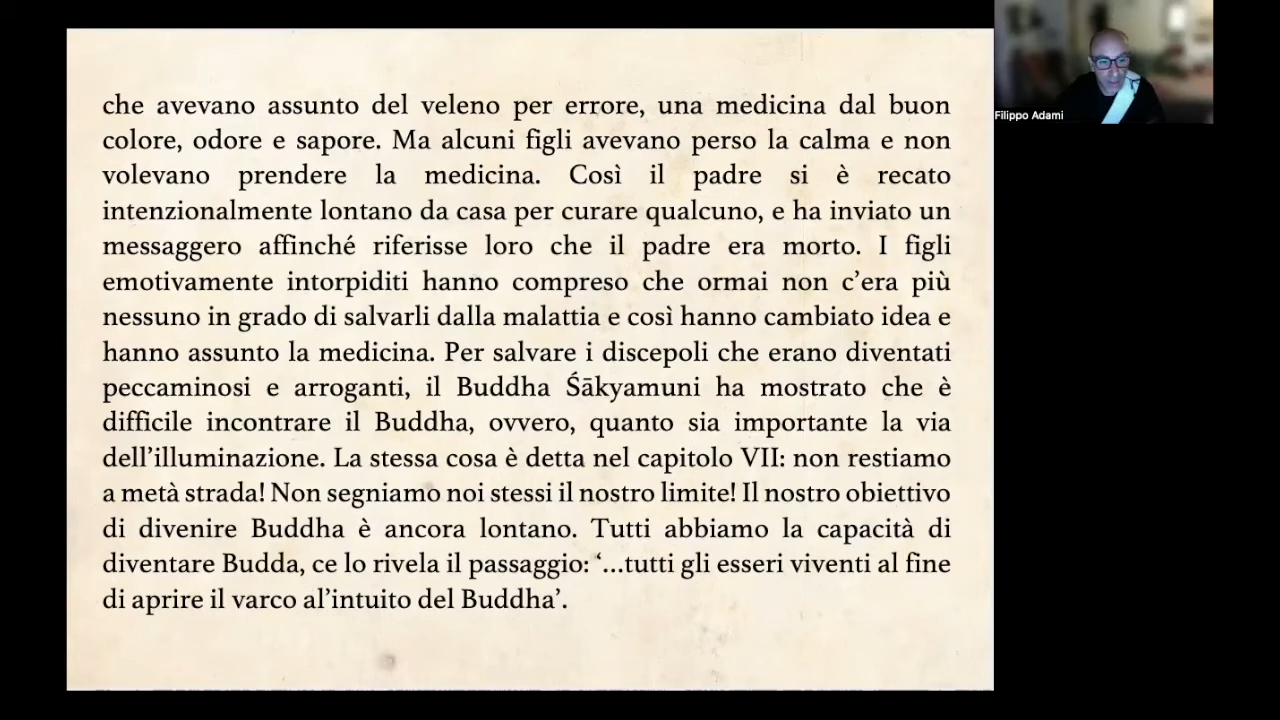 che avevano assunto del veleno per errore, una medicina dal buon
colore, odore e sapore. Ma alcuni figli avevano perso la calma e non
volevano prendere la medicina. Così il padre si è recato
intenzionalmente lontano da casa per curare qualcuno, e ha inviato un
messaggero affinché riferisse loro che il padre era morto. I figli
emotivamente intorpiditi hanno compreso che ormai non c’era più
nessuno in grado di salvarli dalla malattia e così hanno cambiato idea e
hanno assunto la medicina. Per salvare i discepoli che erano diventati
peccaminosi e arroganti, il Buddha Śākyamuni ha mostrato che è
difficile incontrare il Buddha, ovvero, quanto sia importante la via
dell’illuminazione. La stessa cosa è detta nel capitolo VII: non restiamo
a metà strada! Non segniamo noi stessi il nostro limite! Il nostro obiettivo
di divenire Buddha è ancora lontano. Tutti abbiamo la capacità di
diventare Budda, ce lo rivela il passaggio: ‘...tutti gli esseri viventi al fine
di aprire il varco al’intuito del Buddha’.
Filippo Adami